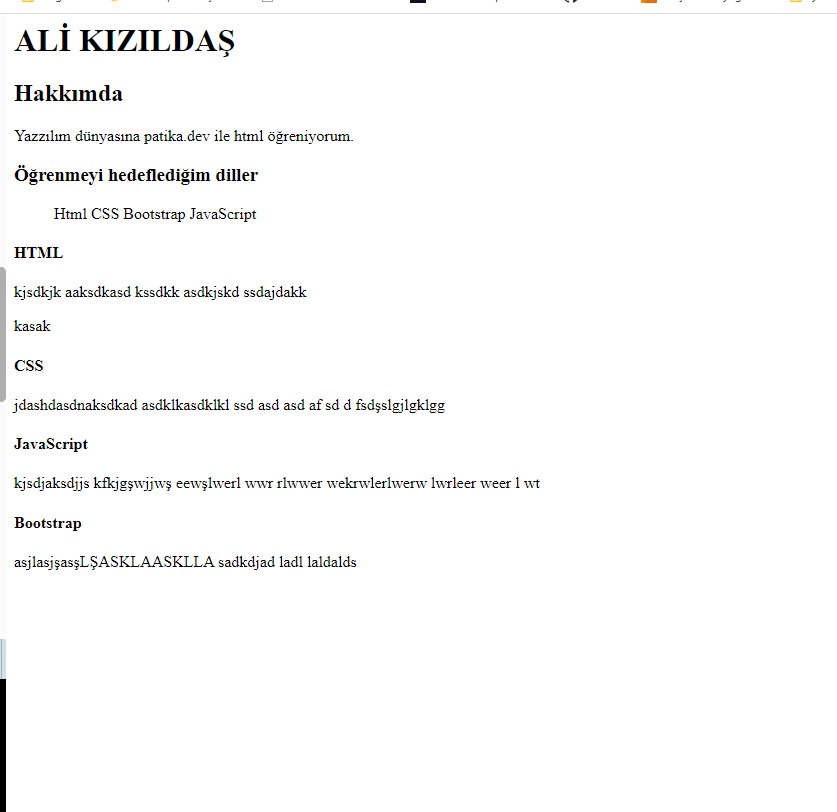 ALİ KIZILDAŞ
Hakkımda
Yazzılım dünyasına patika.dev ile html öğreniyorum.
Öğrenmeyi hedeflediğim diller
Html CSS Bootstrap JavaScript
HTML
kjsdkjk aaksdkasd kssdkk asdkjskd ssdajdakk
kasak
CSS
jdashdasdnaksdkad asdklkasdklkl ssd asd asd af sd d fsdşslgjlgklgg
JavaScript
kjsdjaksdjjs kfkjgşwjjwş eewşlwerl wwr rlwwer wekrwlerlwerw lwrleer weer l wt
Bootstrap
asjlasjşasşLŞASKLAASKLLA sadkdjad ladl laldalds